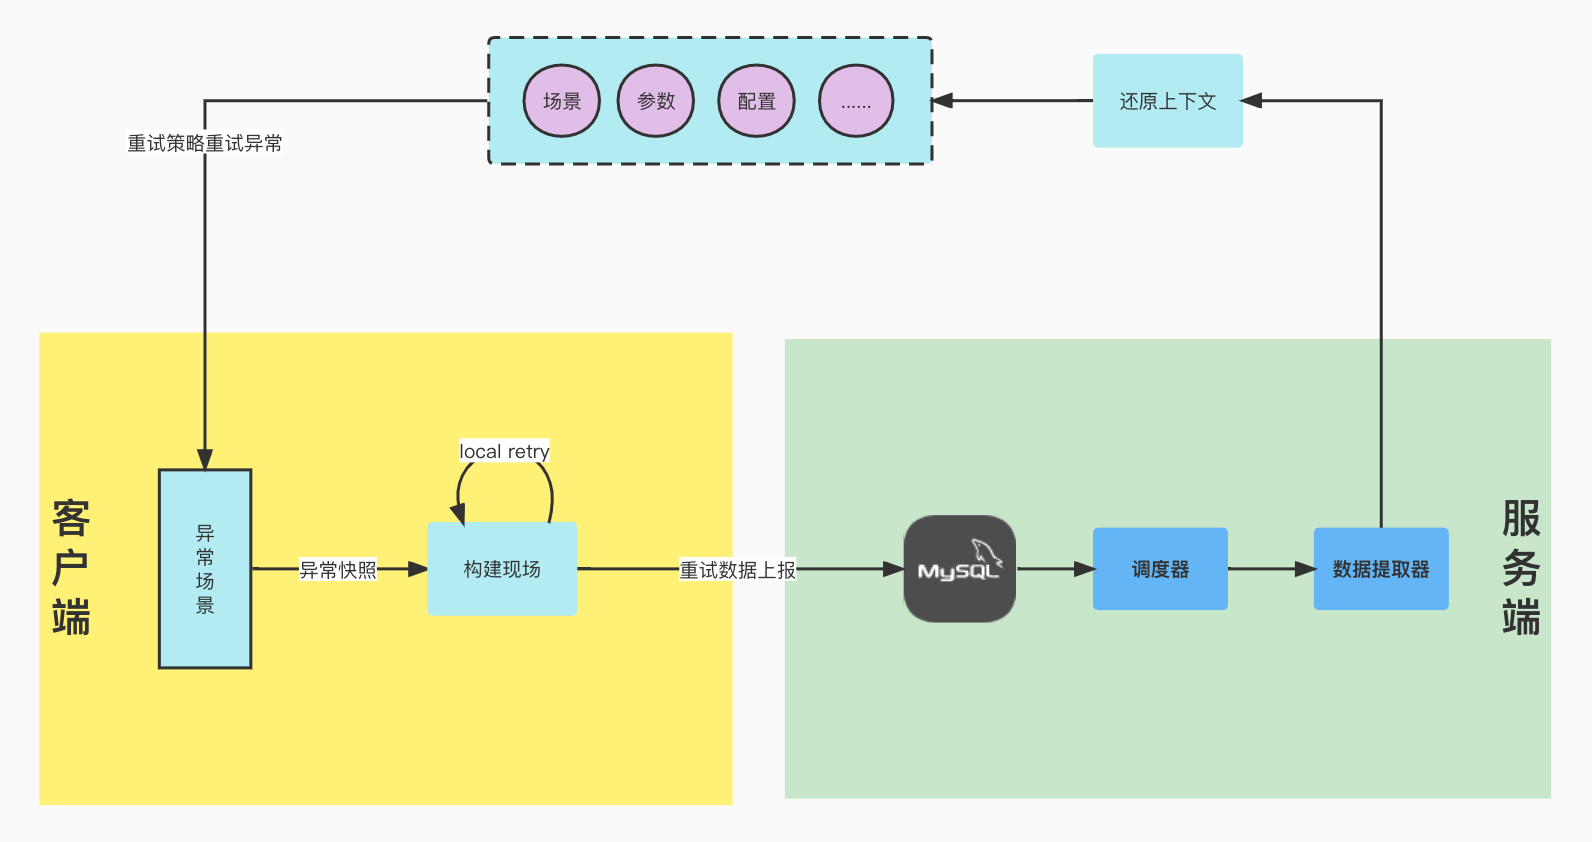 场景
参数
配置
......
还原上下文
重试策略重试异常
local retry
客户端
异常场景
异常快照
构建现场
重试数据上报
MySQL
调度器
数据提取器
服务端